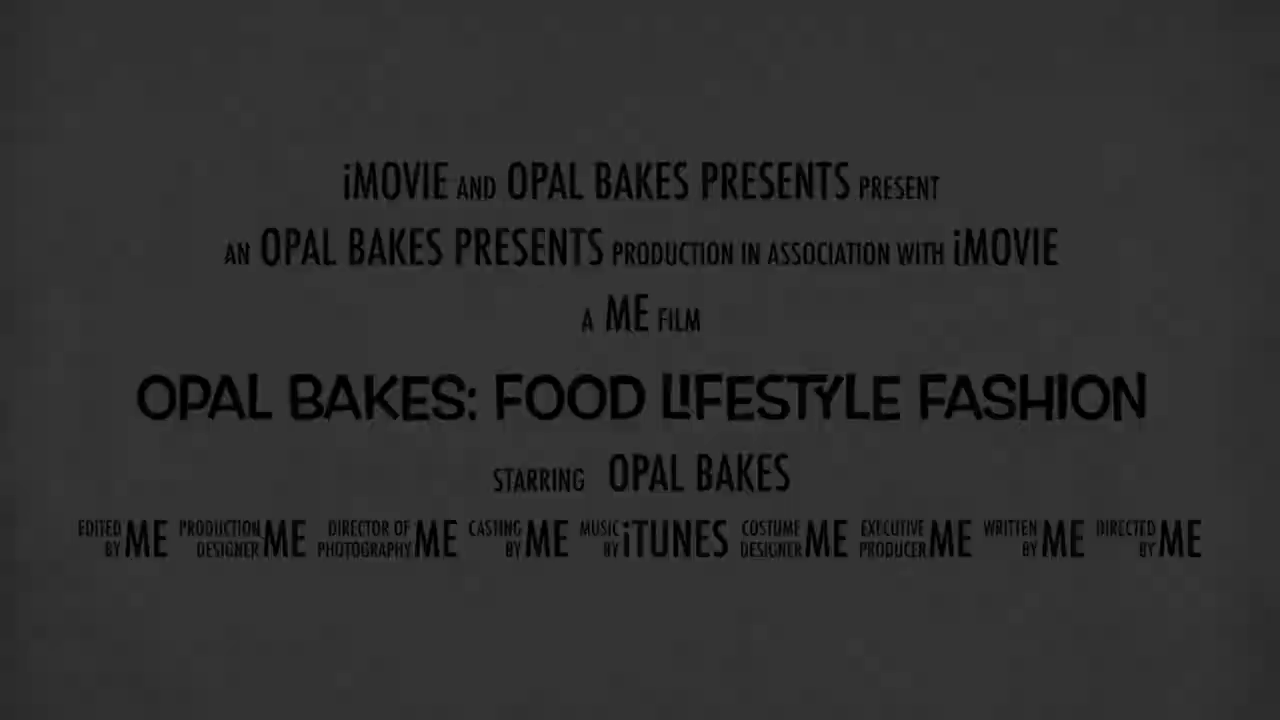 iMOVIE AND OPAL BAKES PRESENTS PRESENT
AN OPAL BAKES PRESENTS PRODUCTION IN ASSOCIATION WITH iMOVIE
A ME FILM
OPAL BAKES: FOOD LIFESTYLE FASHION
STARRING OPAL BAKES
EDITED BY ME PRODUCTION DESIGNER ME DIRECTOR OF PHOTOGRAPHY ME CASTING BY ME MUSIC BY iTUNES COSTUME DESIGNER ME EXECUTIVE PRODUCER ME WRITTEN BY ME DIRECTED BY ME